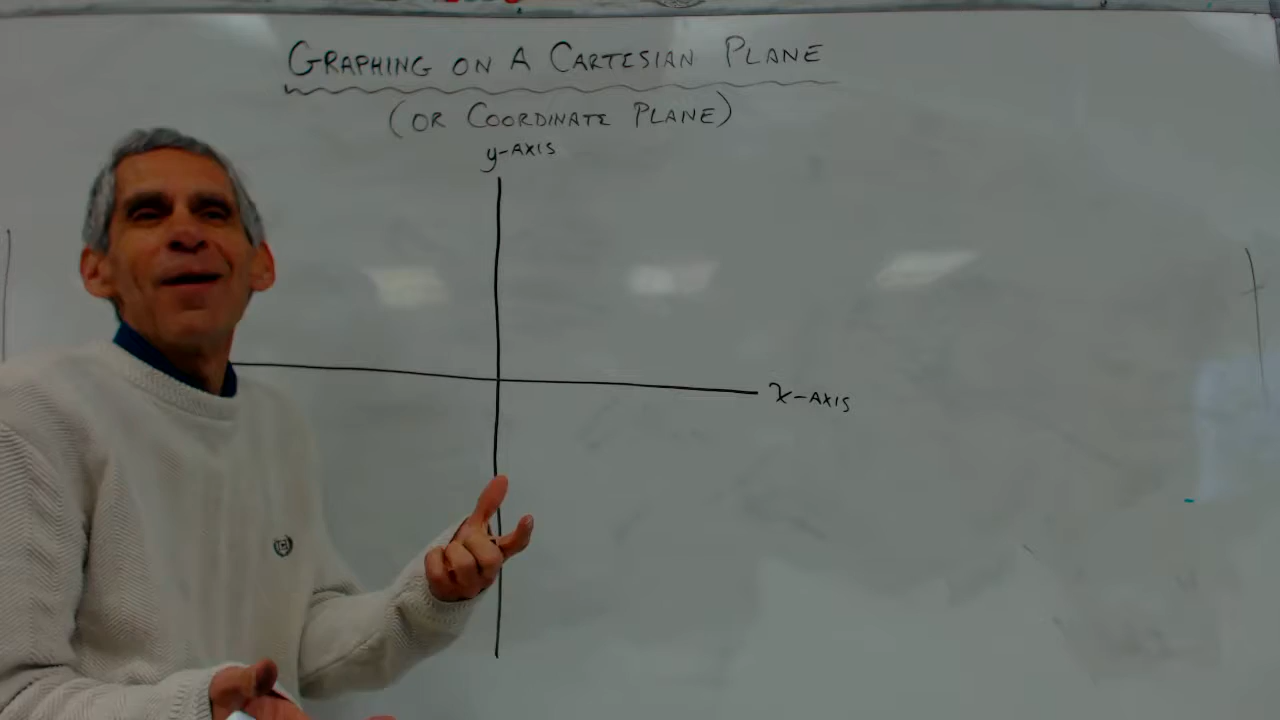 GRAPHING ON A CARTESIAN PLANE
(OR COORDINATE PLANE)
y-AXIS
x-AXIS